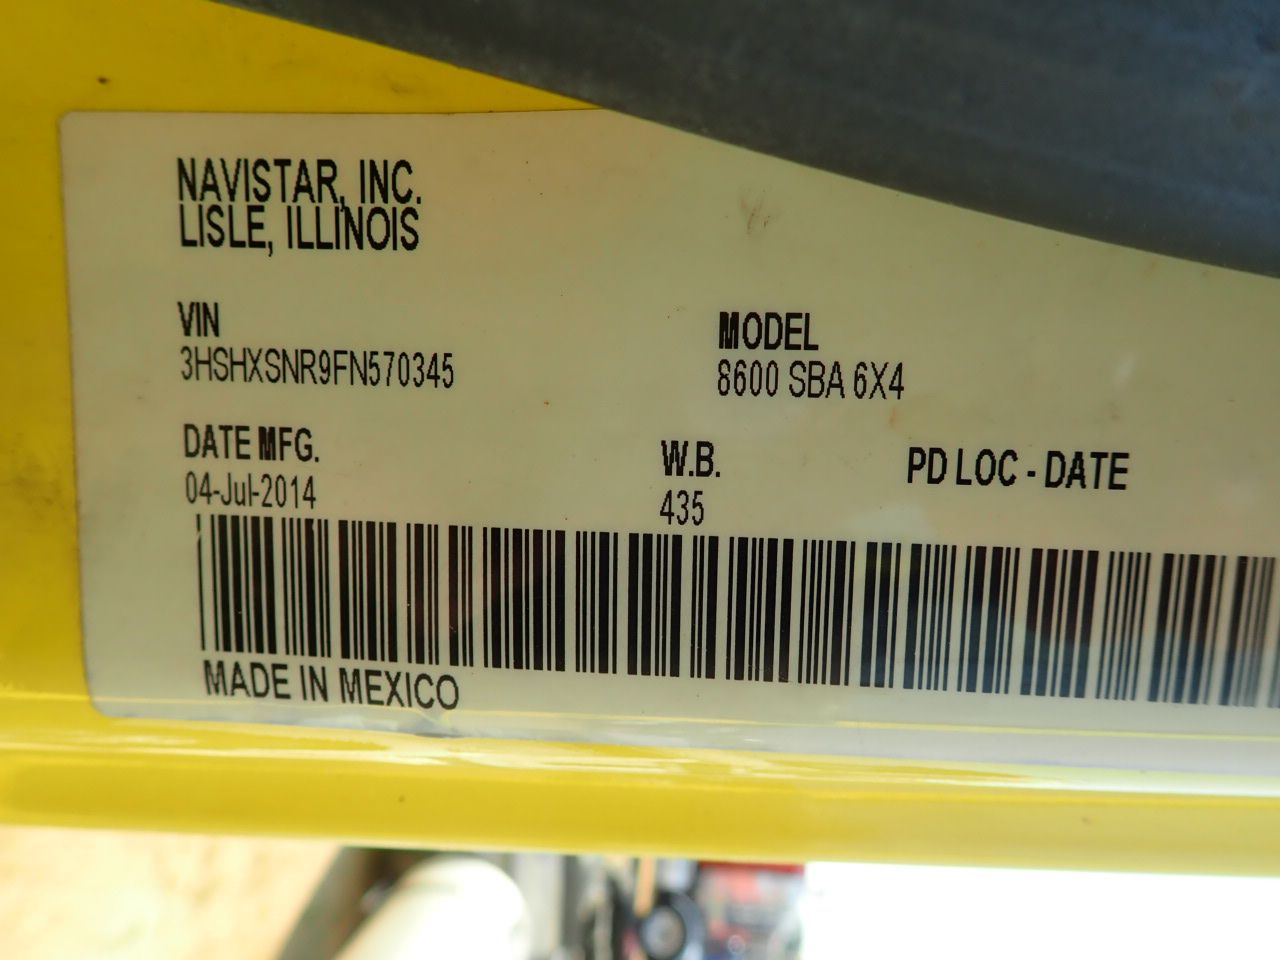 NAVISTAR, INC.
LISLE, ILLINOIS
VIN
3HSHXSNR9FN570345
MODEL
8600 SBA 6X4
DATE MFG.
04-Jul-2014
W.B.
435
PD LOC - DATE
MADE IN MEXICO